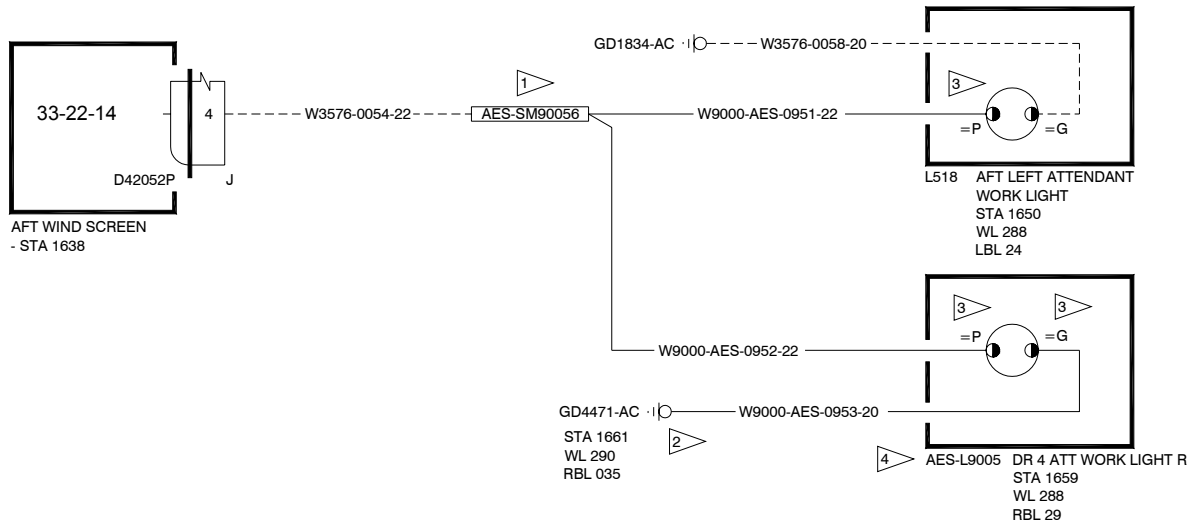 GD1834-AC
W3576-0058-20
33-22-14
4
D42052P
J
AFT WIND SCREEN
- STA 1638
W3576-0054-22
1
AES-SM90056
W9000-AES-0951-22
3
=P
=G
L518 AFT LEFT ATTENDANT
WORK LIGHT
STA 1650
WL 288
LBL 24
W9000-AES-0952-22
3
3
=P
=G
GD4471-AC
W9000-AES-0953-20
STA 1661
WL 290
RBL 035
2
4
AES-L9005 DR 4 ATT WORK LIGHT R
STA 1659
WL 288
RBL 29